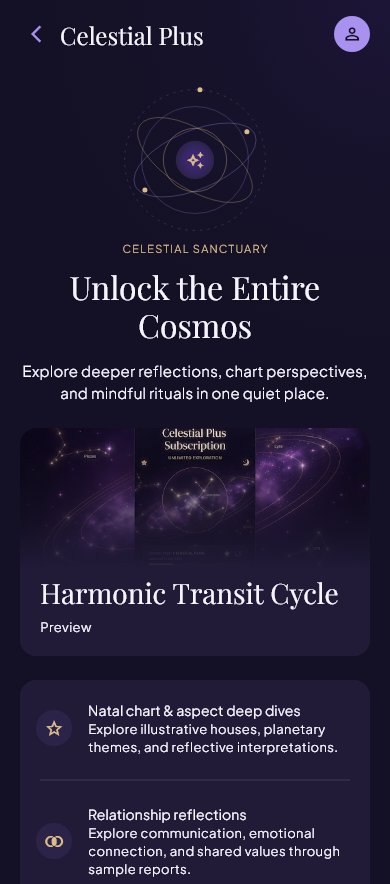 Celestial Plus
CELESTIAL SANCTUARY
Unlock the Entire
Cosmos
Explore deeper reflections, chart perspectives,
and mindful rituals in one quiet place.
Celestial Plus
Subscription
UNLIMITED EXPLORATION
Harmonic Transit Cycle
Preview
Natal chart & aspect deep dives
Explore illustrative houses, planetary
themes, and reflective interpretations.
Relationship reflections
Explore communication, emotional
connection, and shared values through
sample reports.